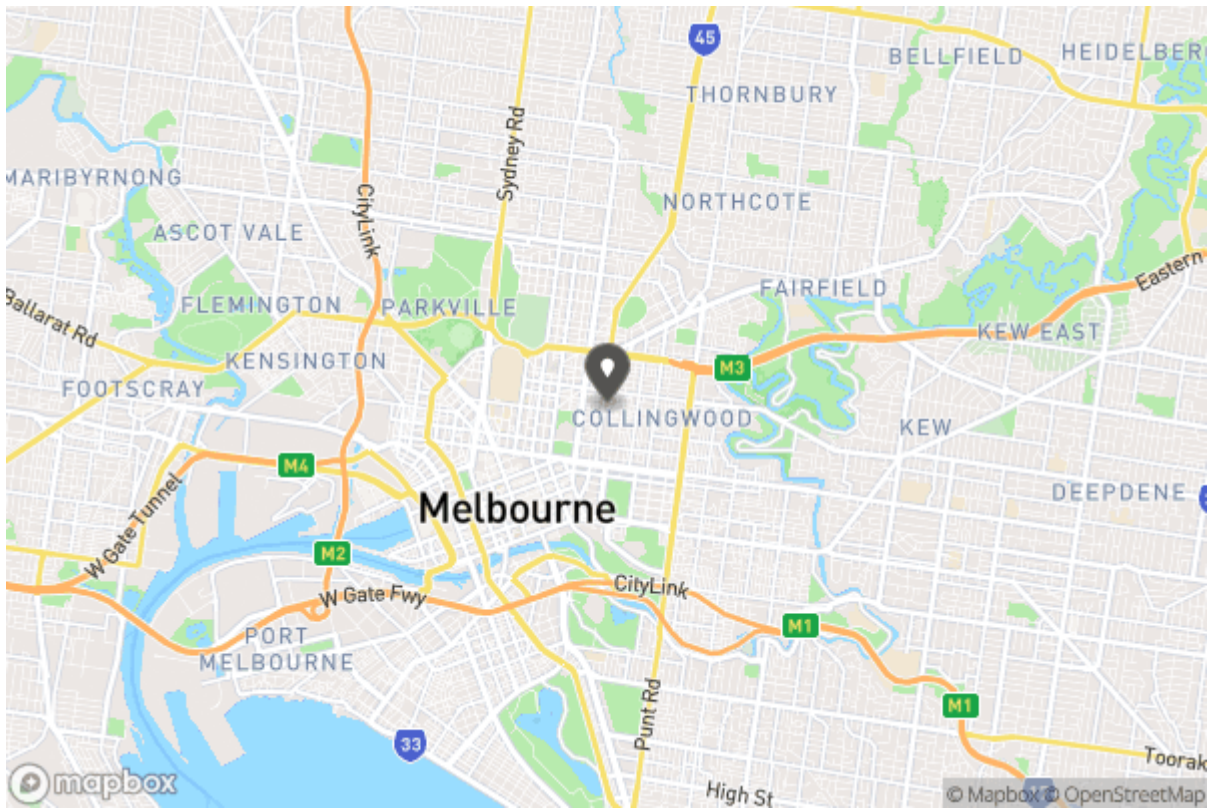 45
BELLFIELD
HEIDELBERG
THORNBURY
Sydney Rd
MARIBYRNONG
CityLink
NORTHCOTE
ASCOT VALE
Eastern
FAIRFIELD
FLEMINGTON
PARKVILLE
Ballarat Rd
KEW EAST
KENSINGTON
M3
FOOTSCRAY
COLLINGWOOD
KEW
M4
DEEPDENE
Melbourne
W Gate Tunnel
M2
CityLink
W Gate Fwy
M1
PORT
MELBOURNE
Punt Rd
M1
33
Toorak
High St
mapbox
© Mapbox © OpenStreetMap